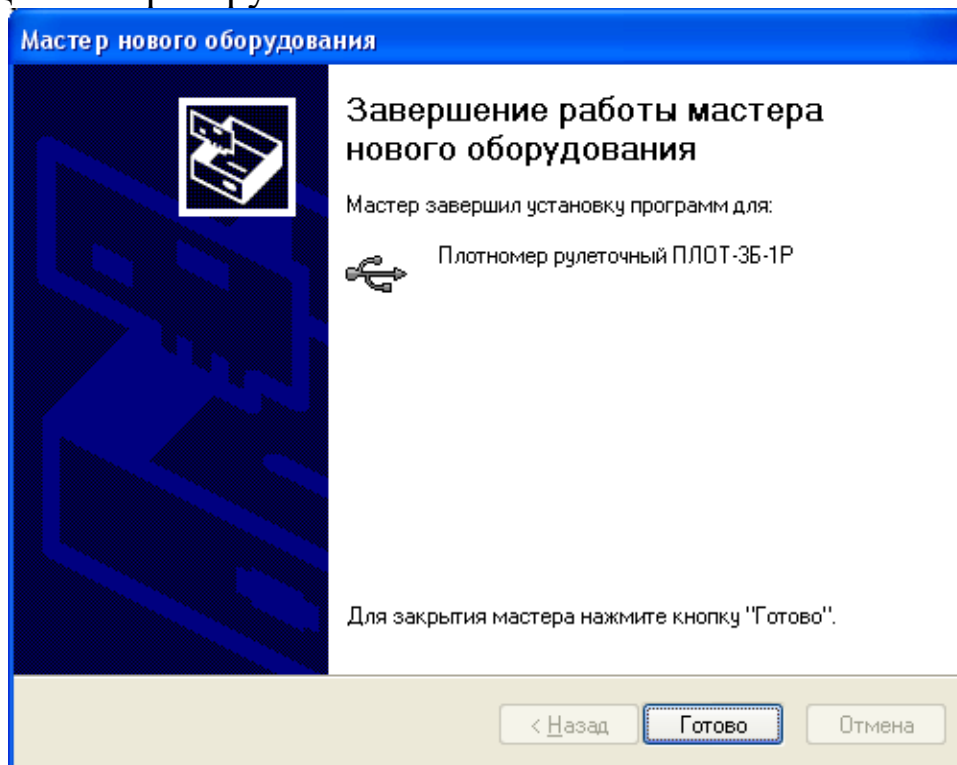 Мастер нового оборудования
Завершение работы мастера
нового оборудования
Мастер завершил установку программ для:
Плотномер рулеточный ПЛОТ-3Б-1Р
Для закрытия мастера нажмите кнопку "Готово".
< Назад
Готово
Отмена